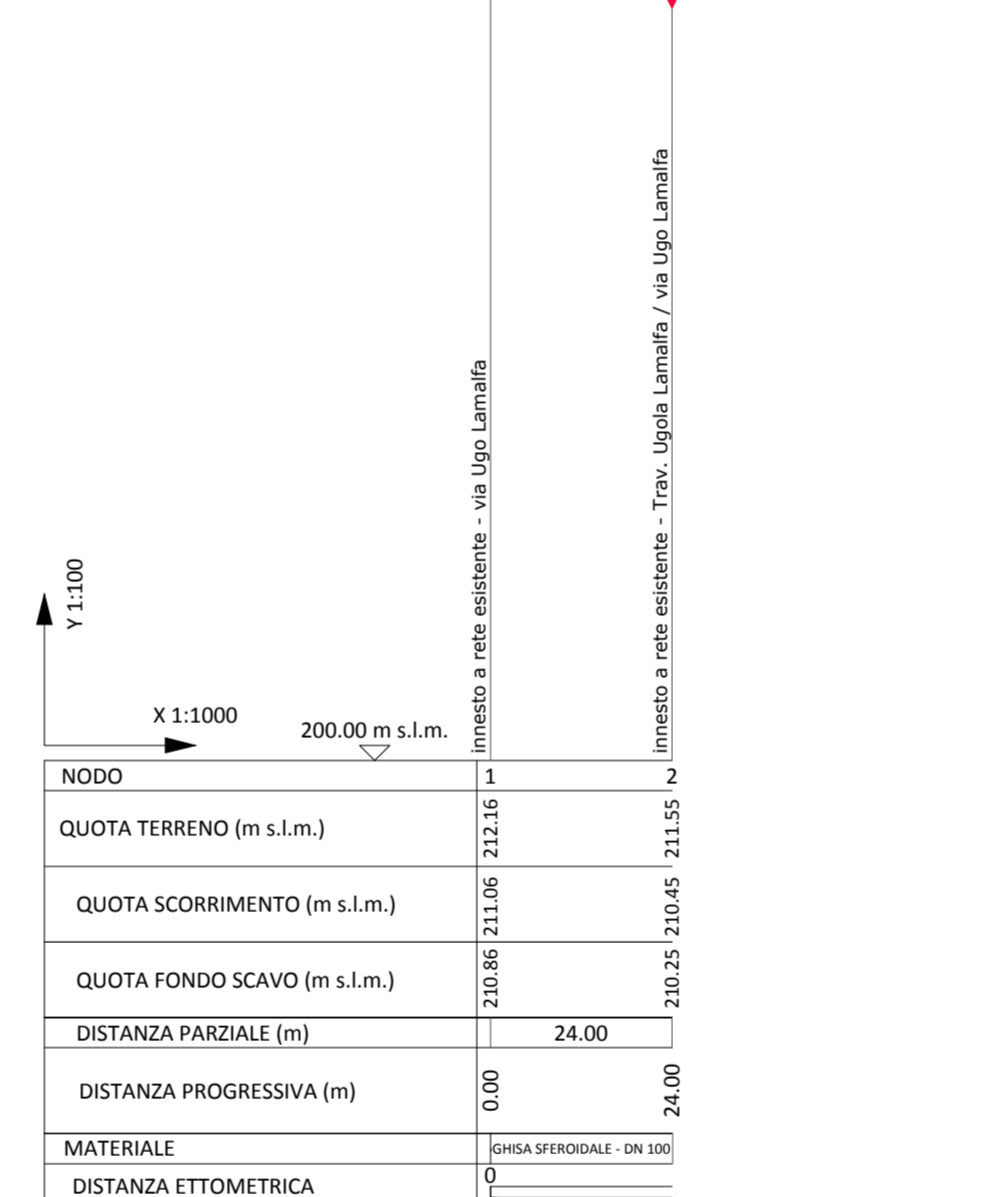 innesto a rete esistente - via Ugo Lamalfa
innesto a rete esistente - Trav. Ugola Lamalfa / via Ugo Lamalfa
Y 1:100
X 1:1000
200.00 m s.l.m.
NODO 1 2
QUOTA TERRENO (m s.l.m.) 212.16 211.55
QUOTA SCORRIMENTO (m s.l.m.) 211.06 210.45
QUOTA FONDO SCAVO (m s.l.m.) 210.86 210.25
DISTANZA PARZIALE (m) 24.00
DISTANZA PROGRESSIVA (m) 0.00 24.00
MATERIALE GHISA SFEROIDALE - DN 100
DISTANZA ETTOMETRICA 0